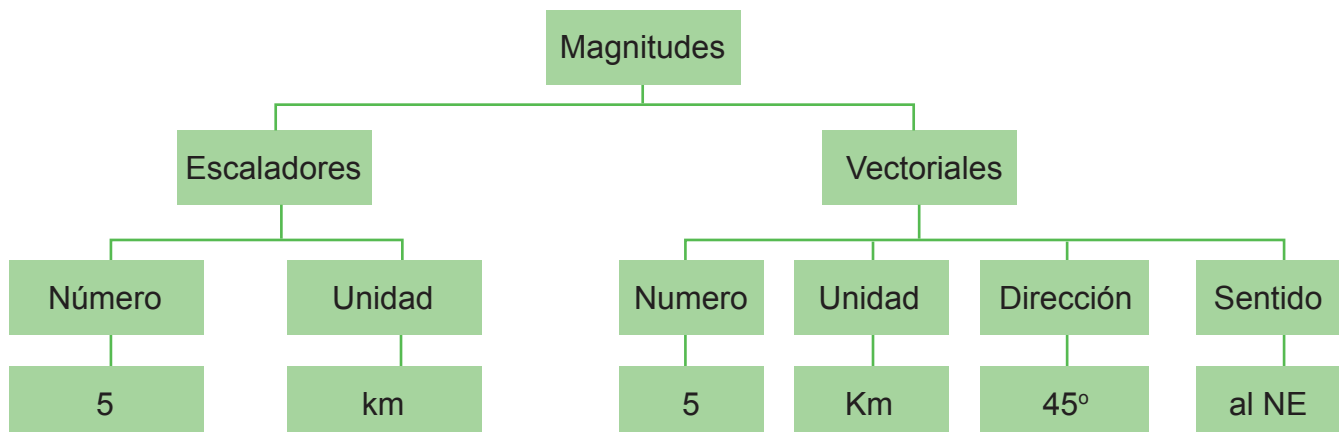 Magnitudes
Escaladores
Vectoriales
Número
Unidad
Numero
Unidad
Dirección
Sentido
5
km
5
Km
45º
al NE